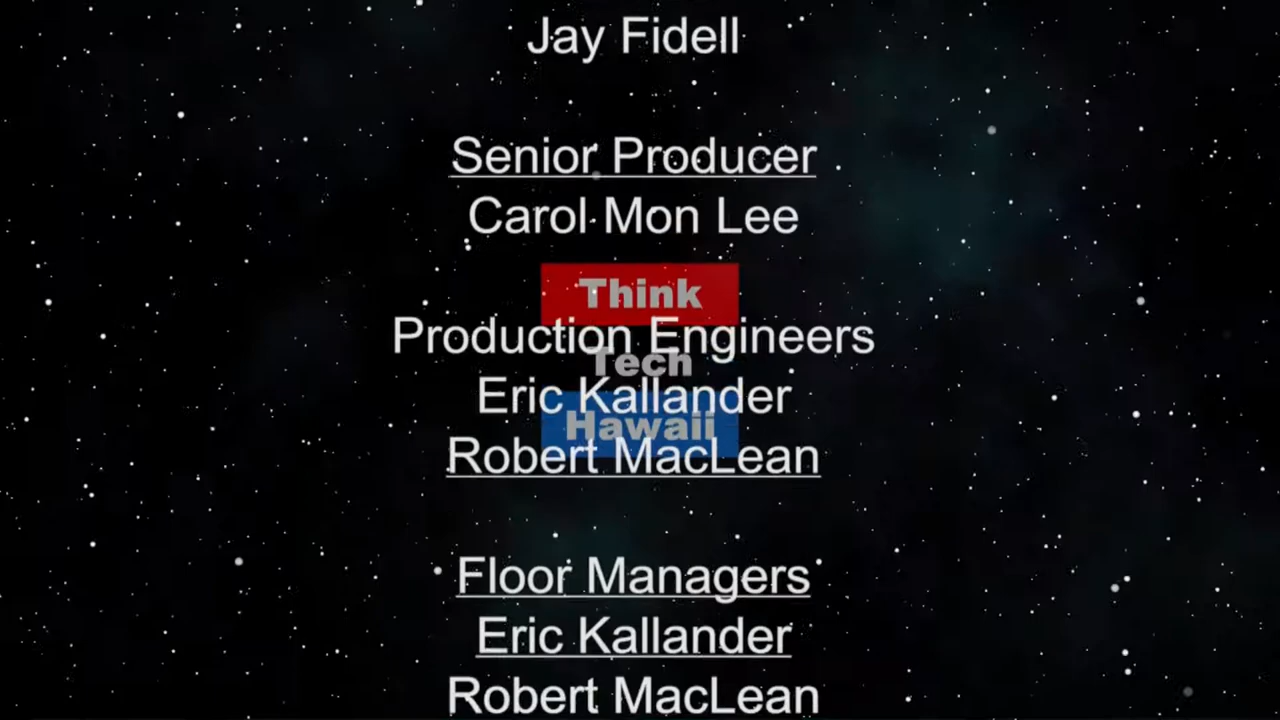 Jay Fidell
Senior Producer
Carol Mon Lee
Think
Production Engineers
Tech
Eric Kallander
Hawaii
Robert MacLean
Floor Managers
Eric Kallander
Robert MacLean